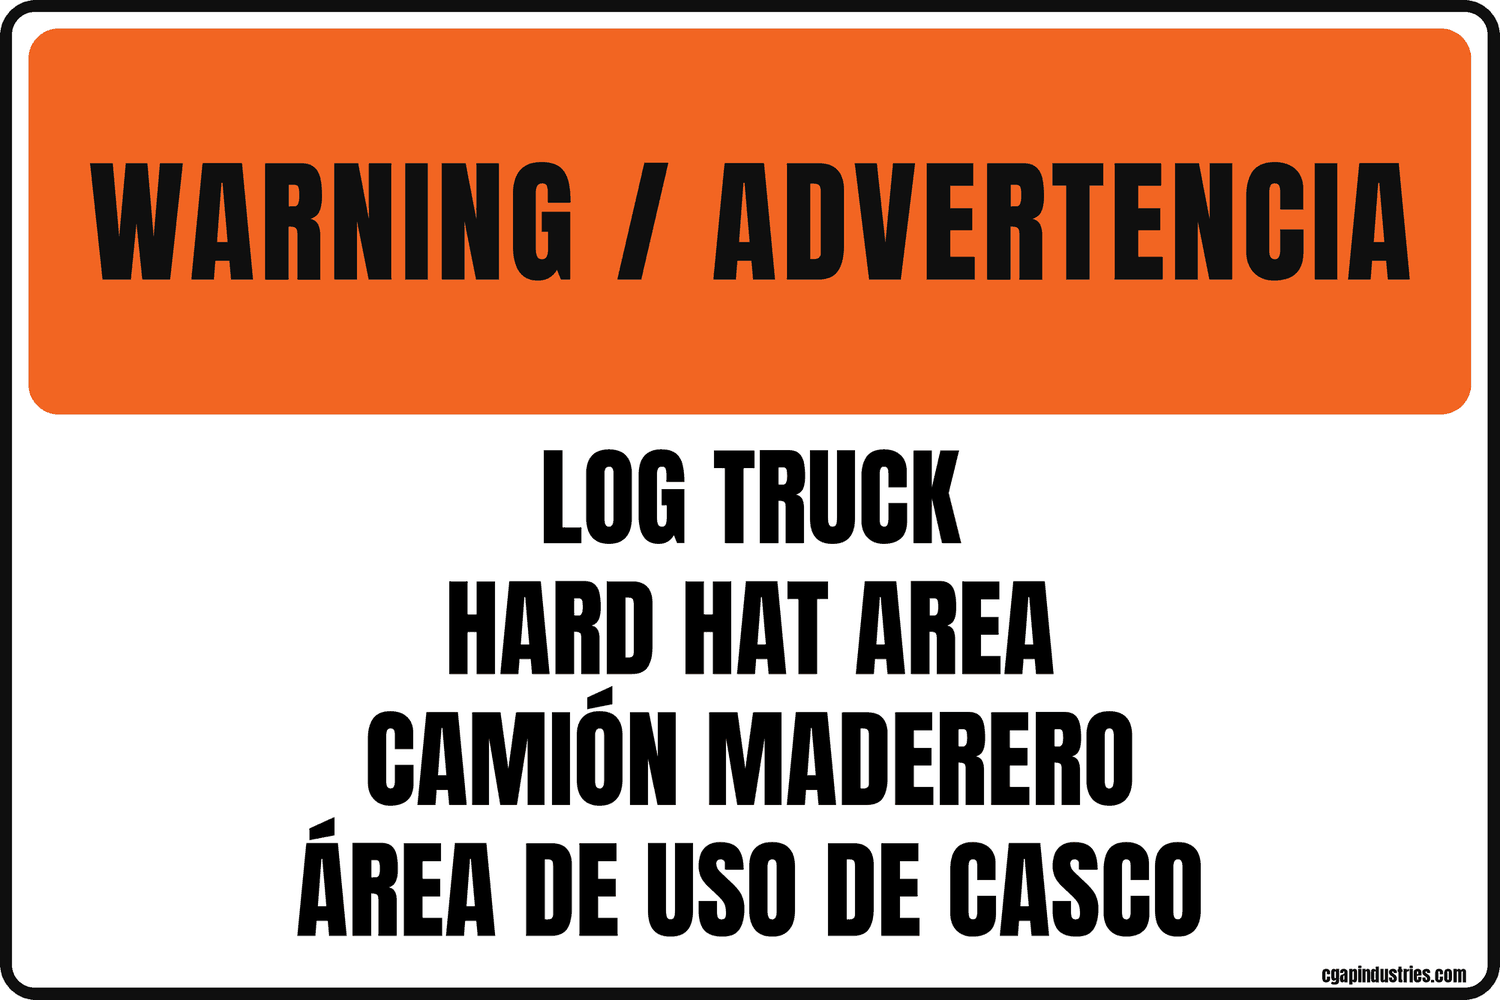 WARNING / ADVERTENCIA
LOG TRUCK
HARD HAT AREA
CAMIÓN MADERERO
ÁREA DE USO DE CASCO
cgapindustries.com